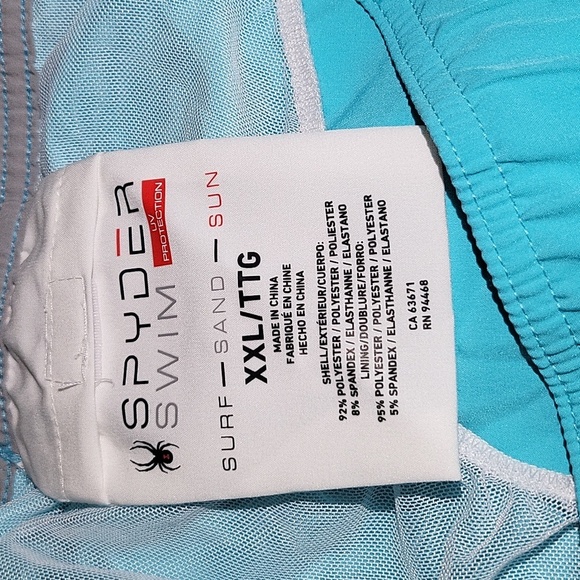 SPYDER
SWIM
UV
PROTECTION
SURF — SAND — SUN
XXL/TTG
MADE IN CHINA
FABRIQUÉ EN CHINE
HECHO EN CHINA
SHELL/EXTÉRIEUR/CUERPO:
92% POLYESTER / POLYESTER / POLIESTER
8% SPANDEX / ELASTHANNE / ELASTANO
LINING/DOUBLURE/FORRO:
95% POLYESTER / POLYESTER / POLYESTER
5% SPANDEX / ELASTHANNE / ELASTANO
CA 63671
RN 94468